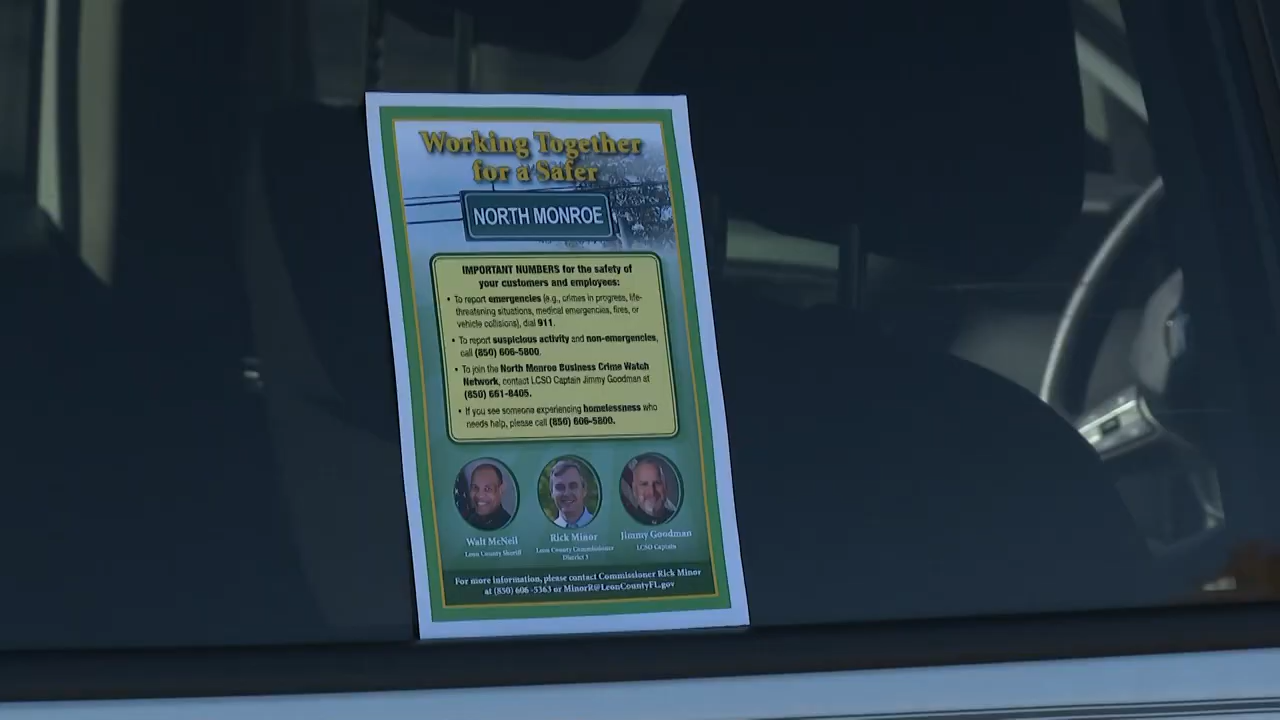 Working Together
for a Safer
NORTH MONROE
IMPORTANT NUMBERS for the safety of
your customers and employees:
• To report emergencies (e.g., crimes in progress, life-
threatening situations, medical emergencies, fires, or
vehicle collisions), dial 911.
• To report suspicious activity and non-emergencies,
call (850) 606-5800.
• To join the North Monroe Business Crime Watch
Network, contact LCSO Captain Jimmy Goodman at
(850) 661-8405.
• If you see someone experiencing homelessness who
needs help, please call (850) 606-5800.
Walt McNeil
Leon County Sheriff
Rick Minor
Leon County Commissioner
District 3
Jimmy Goodman
LCSO Captain
For more information, please contact Commissioner Rick Minor
at (850) 606-5363 or MinorR@LeonCountyFL.gov